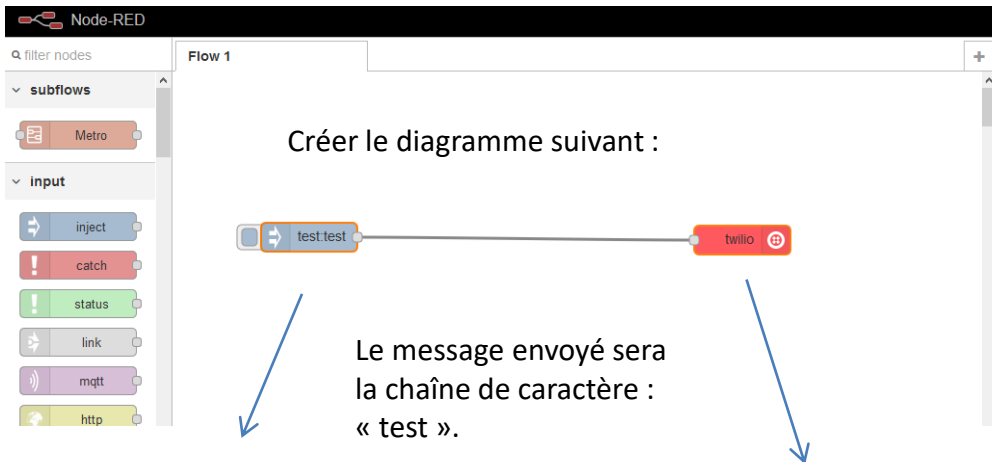 Node-RED
filter nodes
Flow 1
+
subflows
Metro
input
inject
catch
status
link
mqtt
http
Créer le diagramme suivant :
test:test
twilio
Le message envoyé sera
la chaîne de caractère :
« test ».